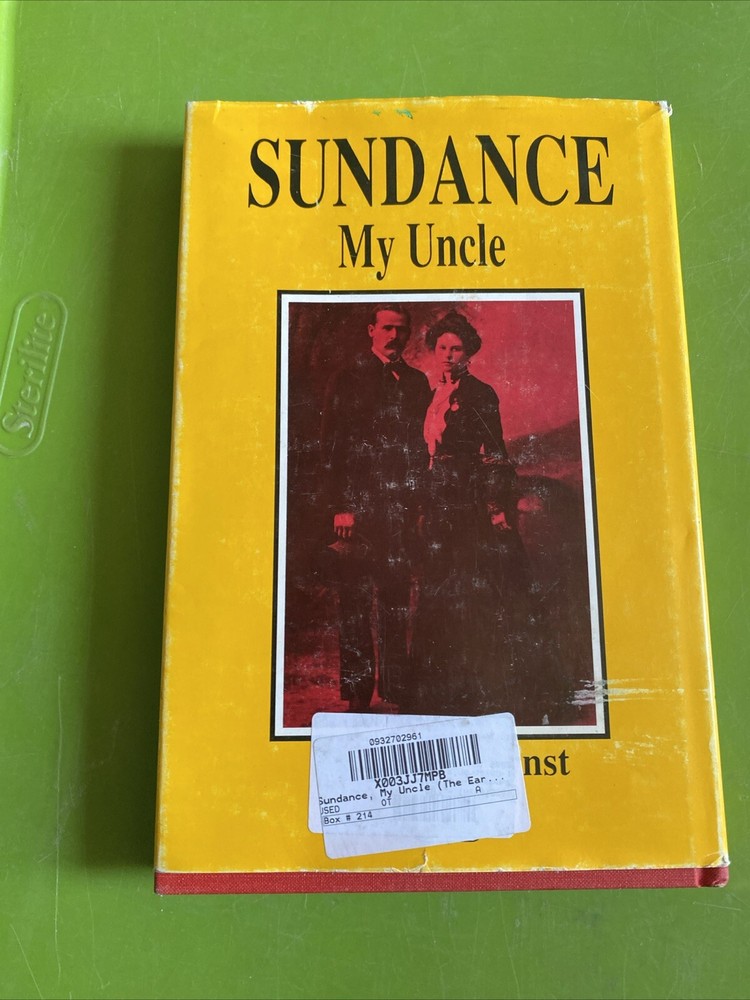 SUNDANCE
My Uncle
Sterilite
nst
0932702961
X003JJ7MPB
Sundance, My Uncle (The Ear...
USED OT A
Box # 214